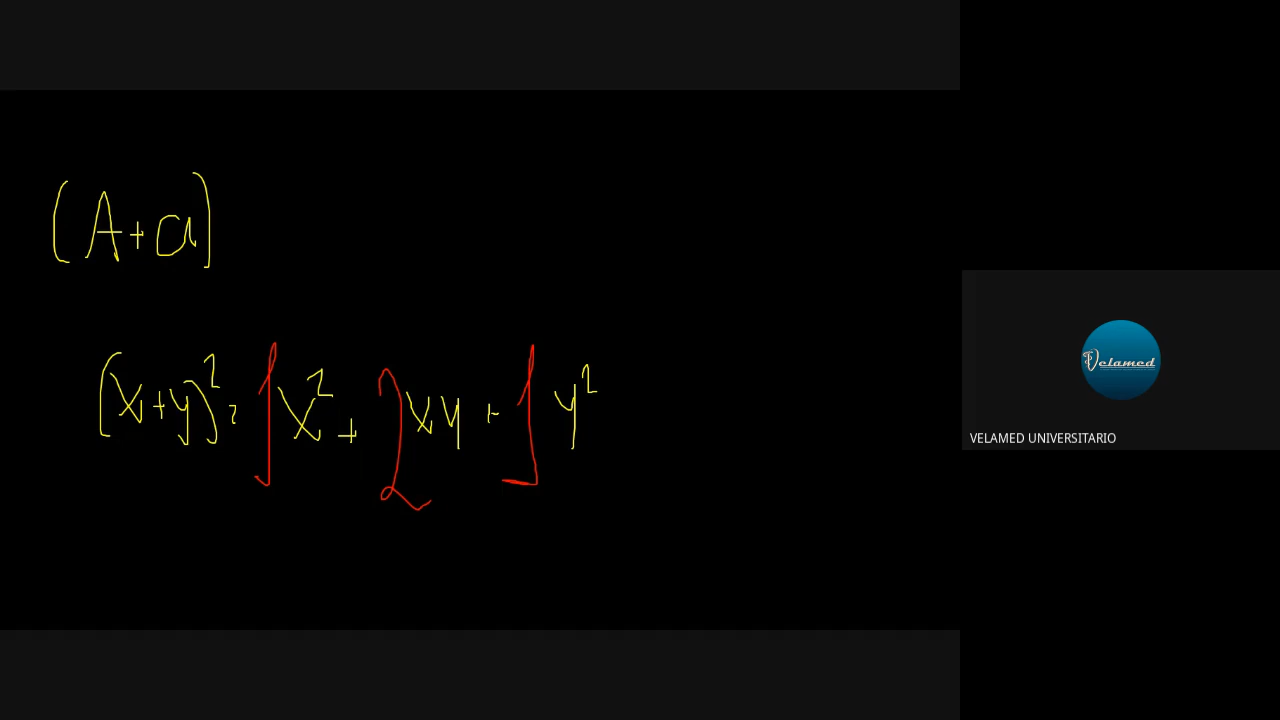 (A+a)
(x+y)²= 1x² + 2xy + 1y²
Velamed
VELAMED UNIVERSITARIO